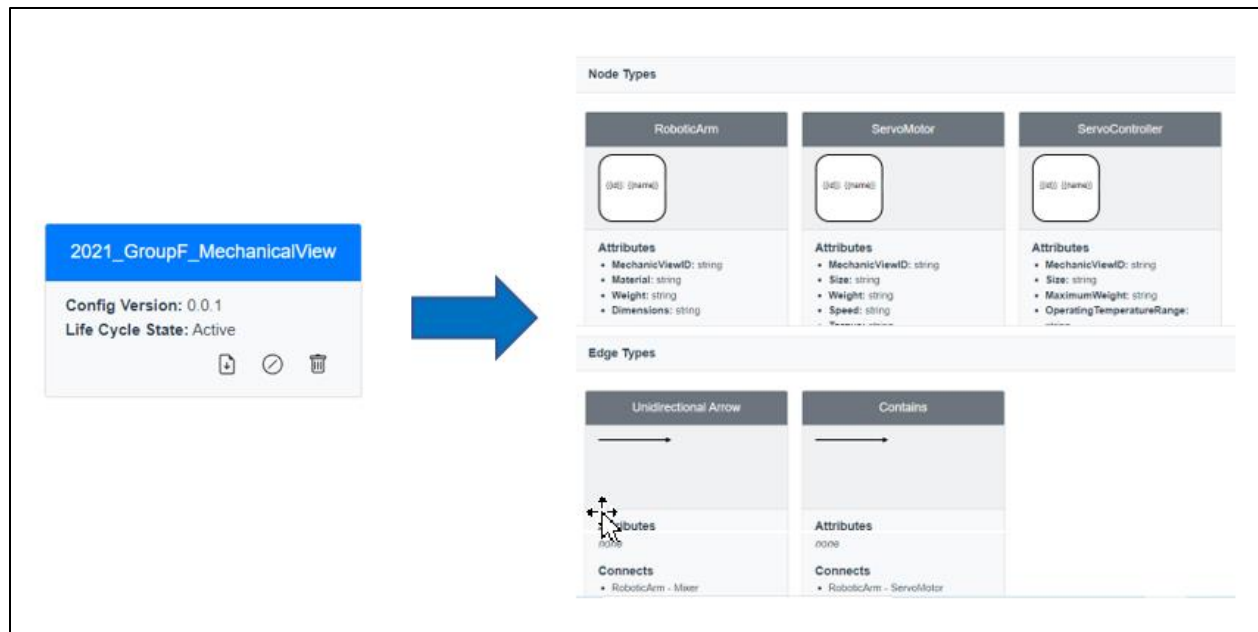 2021_GroupF_MechanicalView
Config Version: 0.0.1
Life Cycle State: Active
Node Types
RoboticArm
{{id}} {{name}}
Attributes
• MechanicViewID: string
• Material: string
• Weight: string
• Dimensions: string
ServoMotor
{{id}} {{name}}
Attributes
• MechanicViewID: string
• Size: string
• Weight: string
• Speed: string
ServoController
{{id}} {{name}}
Attributes
• MechanicViewID: string
• Size: string
• MaximumWeight: string
• OperatingTemperatureRange:
Edge Types
Unidirectional Arrow
Attributes
none
Connects
• RoboticArm - Mixer
Contains
Attributes
none
Connects
• RoboticArm - ServoMotor